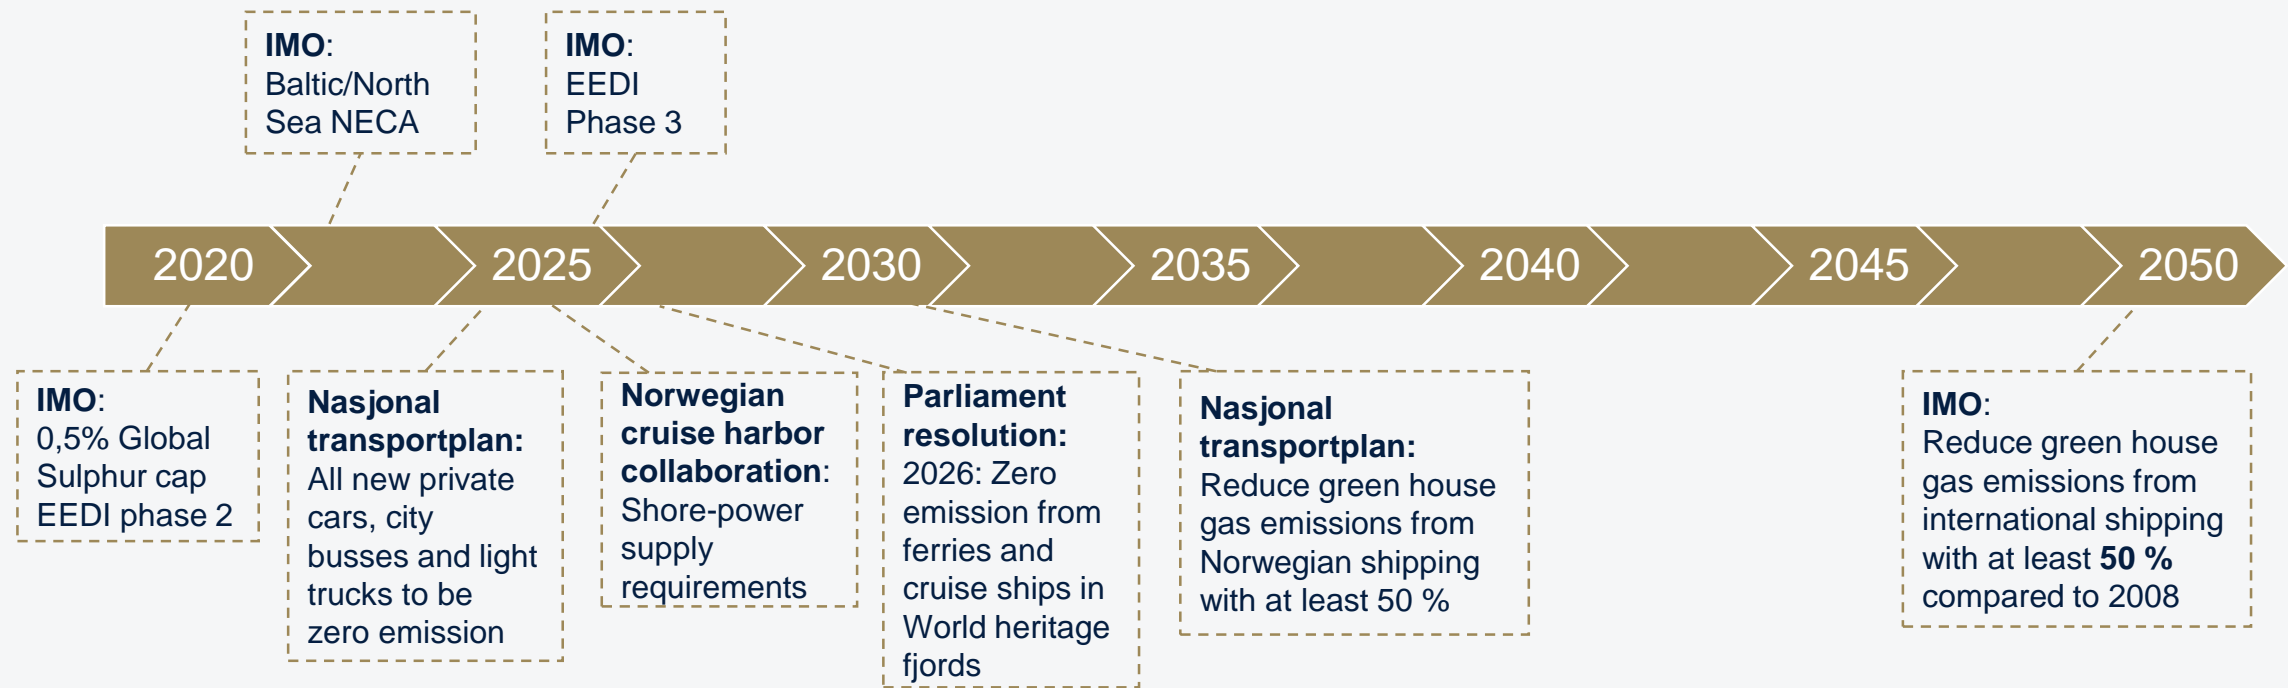 IMO:
Baltic/North
Sea NECA
IMO:
EEDI
Phase 3
2020
2025
2030
2035
2040
2045
2050
IMO:
0,5% Global
Sulphur cap
EEDI phase 2
Nasjonal
transportplan:
All new private
cars, city
busses and light
trucks to be
zero emission
Norwegian
cruise harbor
collaboration:
Shore-power
supply
requirements
Parliament
resolution:
2026: Zero
emission from
ferries and
cruise ships in
World heritage
fjords
Nasjonal
transportplan:
Reduce green house
gas emissions from
Norwegian shipping
with at least 50 %
IMO:
Reduce green house
gas emissions from
international shipping
with at least 50 %
compared to 2008